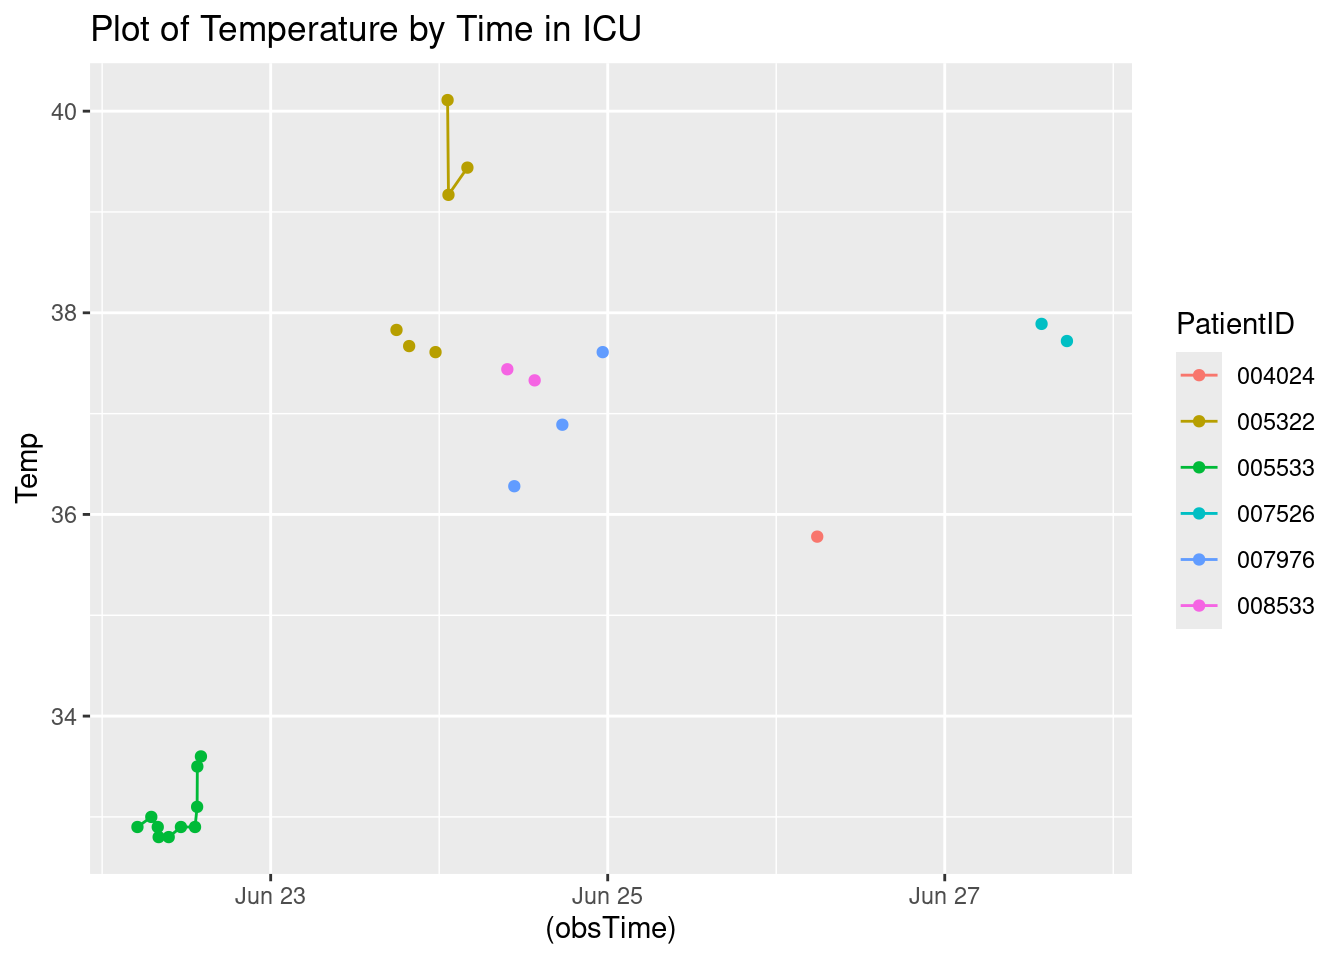 Plot of Temperature by Time in ICU
40
38
36
34
Temp
Jun 23
Jun 25
Jun 27
(obsTime)
PatientID
004024
005322
005533
007526
007976
008533